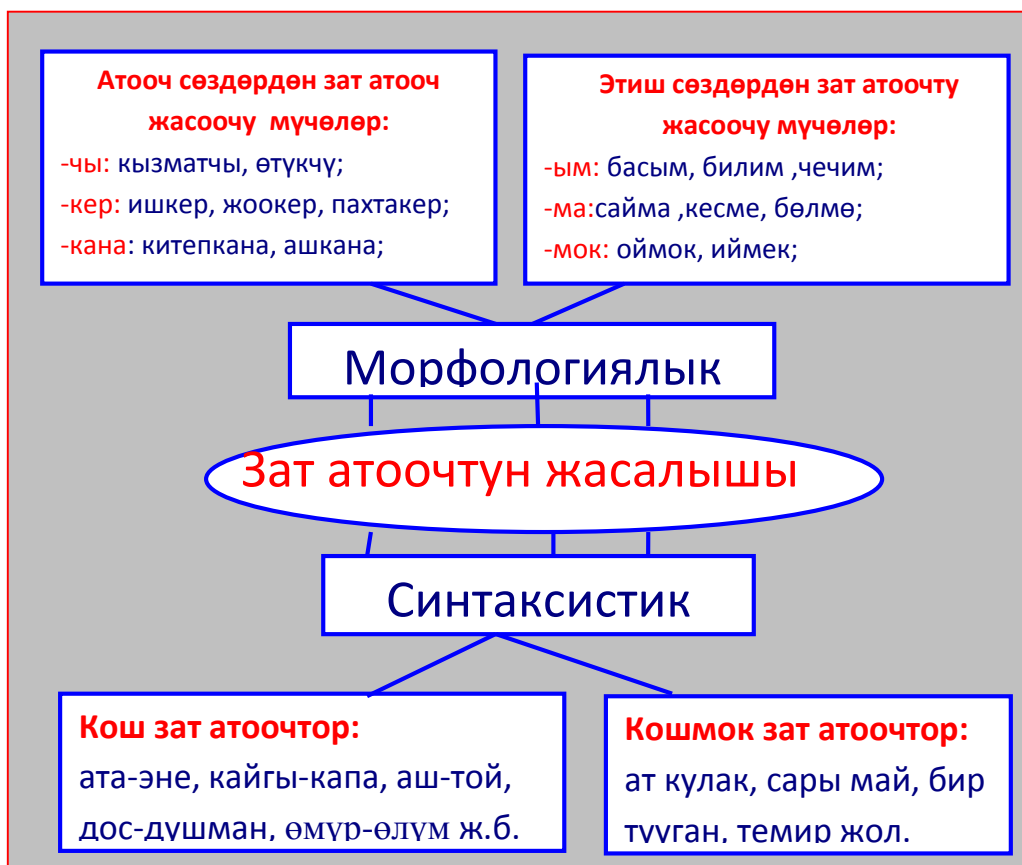 Атооч сөздөрдөн зат атооч
жасоочу мүчөлөр:
-чы: кызматчы, өтүкчү;
-кер: ишкер, жоокер, пахтакер;
-кана: китепкана, ашкана;
Этиш сөздөрдөн зат атоочту
жасоочу мүчөлөр:
-ым: басым, билим ,чечим;
-ма:сайма ,кесме, бөлмө;
-мок: оймок, иймек;
Морфологиялык
Зат атоочтун жасалышы
Синтаксистик
Кош зат атоочтор:
ата-эне, кайгы-капа, аш-той,
дос-душман, өмүр-өлүм ж.б.
Кошмок зат атоочтор:
ат кулак, сары май, бир
тууган, темир жол.